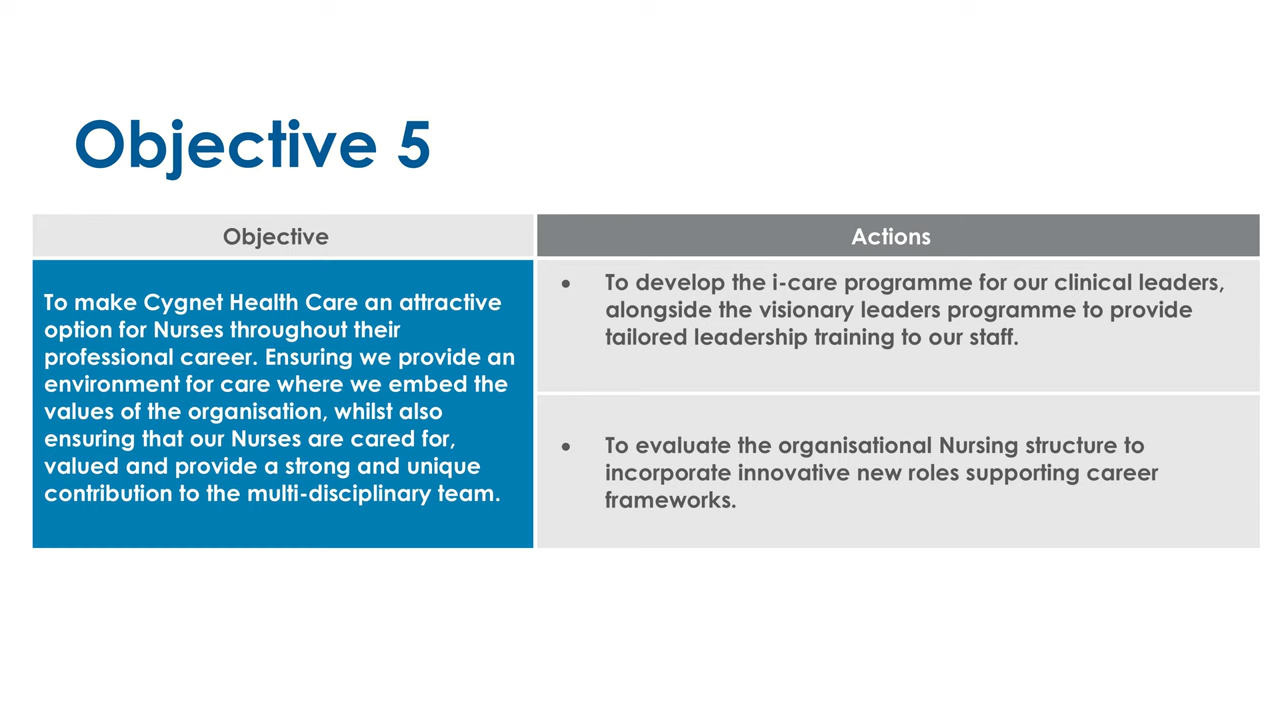 Objective 5
Objective
Actions
To make Cygnet Health Care an attractive
option for Nurses throughout their
professional career. Ensuring we provide an
environment for care where we embed the
values of the organisation, whilst also
ensuring that our Nurses are cared for,
valued and provide a strong and unique
contribution to the multi-disciplinary team.
• To develop the i-care programme for our clinical leaders,
alongside the visionary leaders programme to provide
tailored leadership training to our staff.
• To evaluate the organisational Nursing structure to
incorporate innovative new roles supporting career
frameworks.